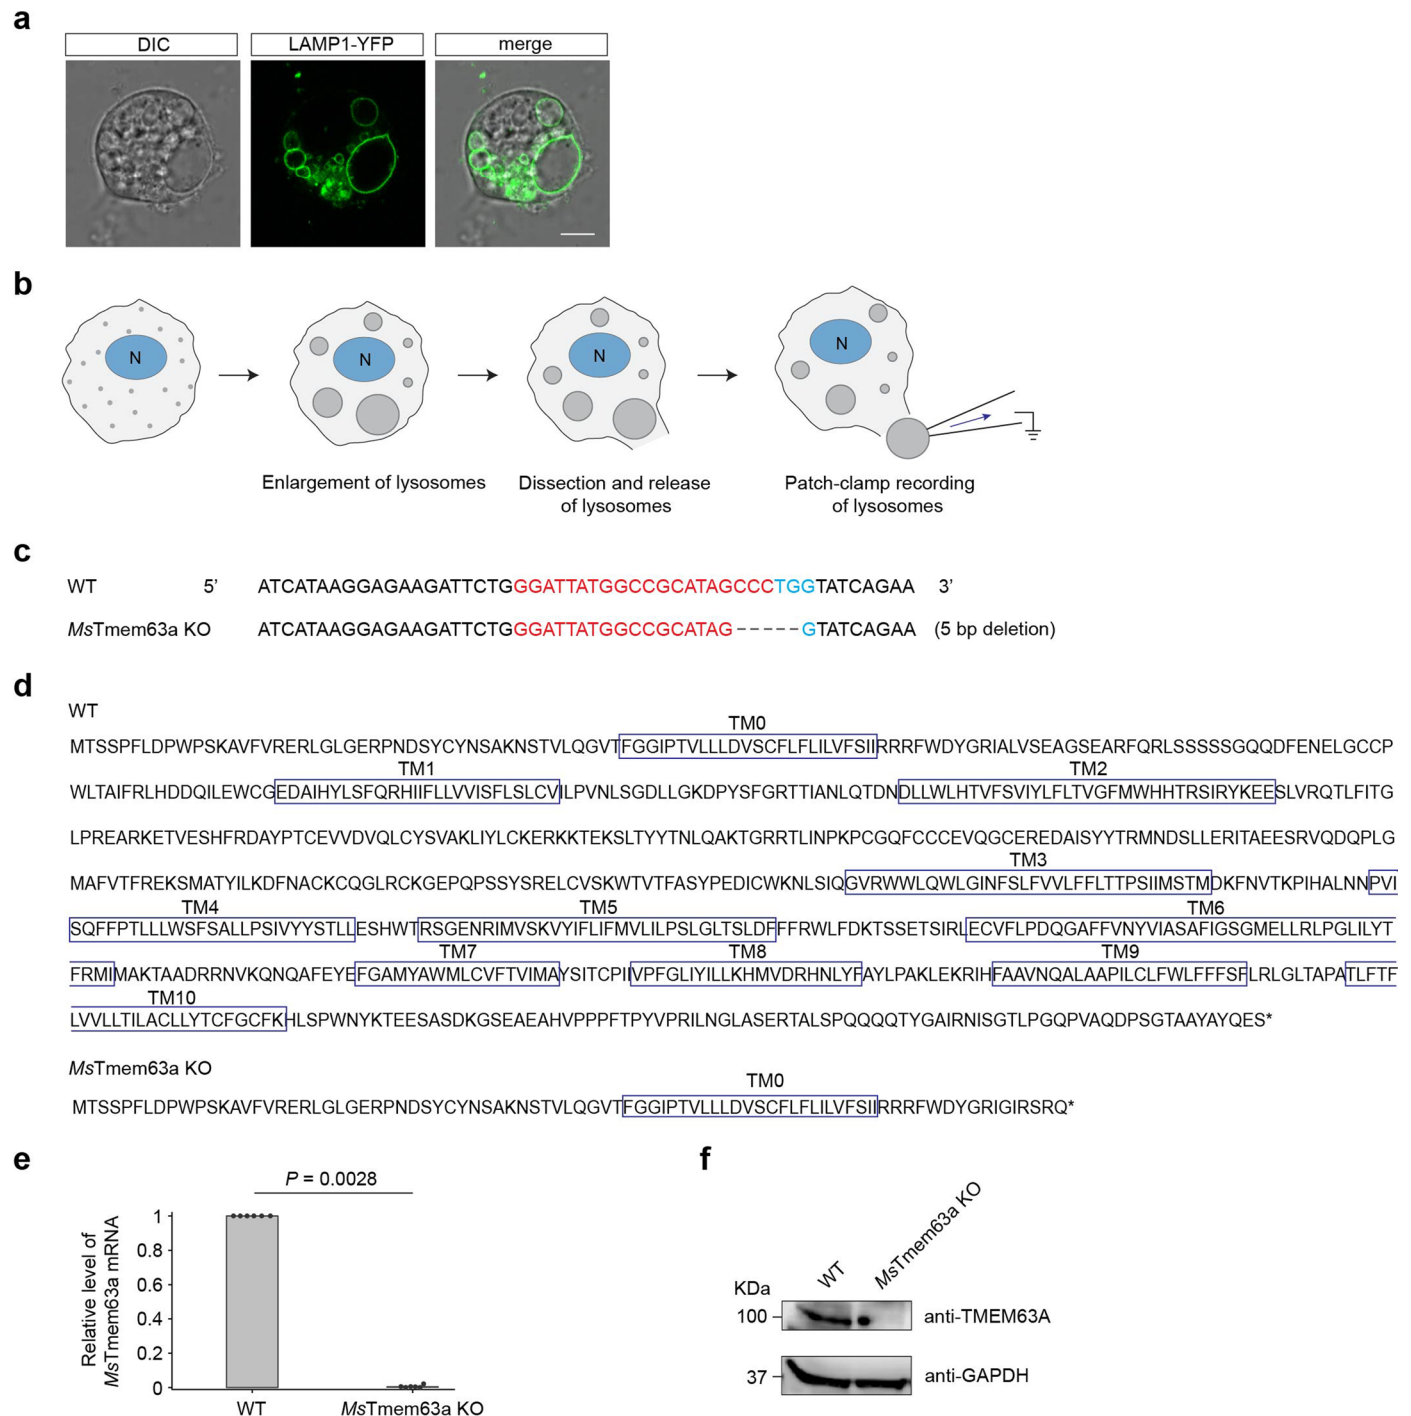 a
DIC
LAMP1-YFP
merge
b
N
N
N
N
Enlargement of lysosomes
Dissection and release
of lysosomes
Patch-clamp recording
of lysosomes
c
WT 5’ ATCATAAGGAGAAGATTCTGGGATTATGGCCGCATAGCCCTGGTATCAGAA 3’
MsTmem63a KO ATCATAAGGAGAAGATTCTGGGATTATGGCCGCATAG-----GTATCAGAA (5 bp deletion)
d
WT
TM0
MTSSPFLDPWPSKAVFVRERLGLGERPNDSYCYNSAKNSTVLQGVTFGGIPTVLLLDVSCFLFLILVFSIIRRRFWDYGRIALVSEAGSEARFQRLSSSSSGQQDFENELGCCP
TM1 TM2
WLTAIFRLHDDQILEWCGEDAIHYLSFQRHIIFLLVVISFLSLCVILPVNLSGDLLGKDPYSFGRTTIANLQTDNDLLWLHTVFSVIYLFLTVGFMWHHTRSIRYKEESLVRQTLFITG
LPREARKETVESHFRDAYPTCEVVDVQLCYSVAKLIYLCKERKKTEKSLTYYTNLQAKTGRRTLINPKPCGQFCCCEVQGCEREDAISYYTRMNDSLLERITAEESRVQDQPLG
TM3
MAFVTFREKSMATYILKDFNACKCQGLRCKGEPQPSSYSRELCVSKWTVTFASYPEDICWKNLSIQGVRWWLQWLGINFSLFVVLFFLTTPSIIMSTMDKFNVTKPIHALNNPVI
TM4 TM5 TM6
SQFFPTLLLWSFSALLPSIVYYSTLLESHWTRSGENRIMVSKVYIFLIFMVLILPSLGLTSLDFFFRWLFDKTSSETSIRLECVFLPDQGAFFVNYVIASAFIGSGMELLRLPGLILYT
TM7 TM8 TM9
FRMIMAKTAADRRNVKQNQAFEYEFGAMYAWMLCVFTVIMAYSITCPIIVPFGLIYILLKHMVDRHNLYFAYLPAKLEKRIHFAAVNQALAAPILCLFWLFFFSFLRLGLTAPATLFTF
TM10
LVVLLTILACLLYTCFGCFKHLSPWNYKTEESASDKGSEAEAHVPPPFTPYVPRILNGLASERTALSPQQQQTYGAIRNISGTLPGQPVAQDPSGTAAYAYQES*
MsTmem63a KO
TM0
MTSSPFLDPWPSKAVFVRERLGLGERPNDSYCYNSAKNSTVLQGVTFGGIPTVLLLDVSCFLFLILVFSIIRRRFWDYGRIGIRSRQ*
e
P = 0.0028
Relative level of
MsTmem63a mRNA
1
0.8
0.6
0.4
0.2
0
WT
MsTmem63a KO
f
WT
MsTmem63a KO
KDa
100
anti-TMEM63A
37
anti-GAPDH